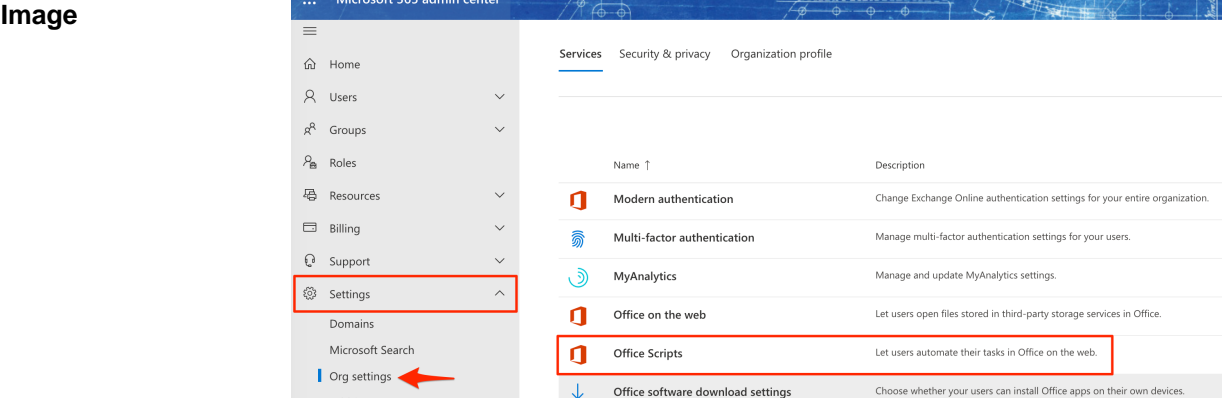 Image
Microsoft 365 admin center
Home
Users
Groups
Roles
Resources
Billing
Support
Settings
Domains
Microsoft Search
Org settings
Services Security & privacy Organization profile
Name ↑ Description
Modern authentication Change Exchange Online authentication settings for your entire organization.
Multi-factor authentication Manage multi-factor authentication settings for your users.
MyAnalytics Manage and update MyAnalytics settings.
Office on the web Let users open files stored in third-party storage services in Office.
Office Scripts Let users automate their tasks in Office on the web.
Office software download settings Choose whether your users can install Office apps on their own devices.